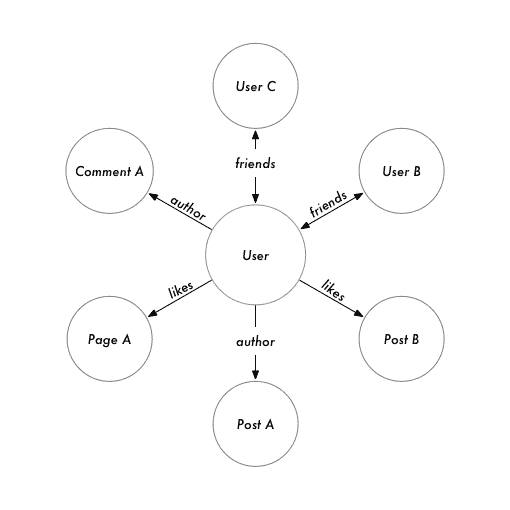 User C
friends
Comment A
User B
author
friends
User
likes
likes
Page A
author
Post B
Post A